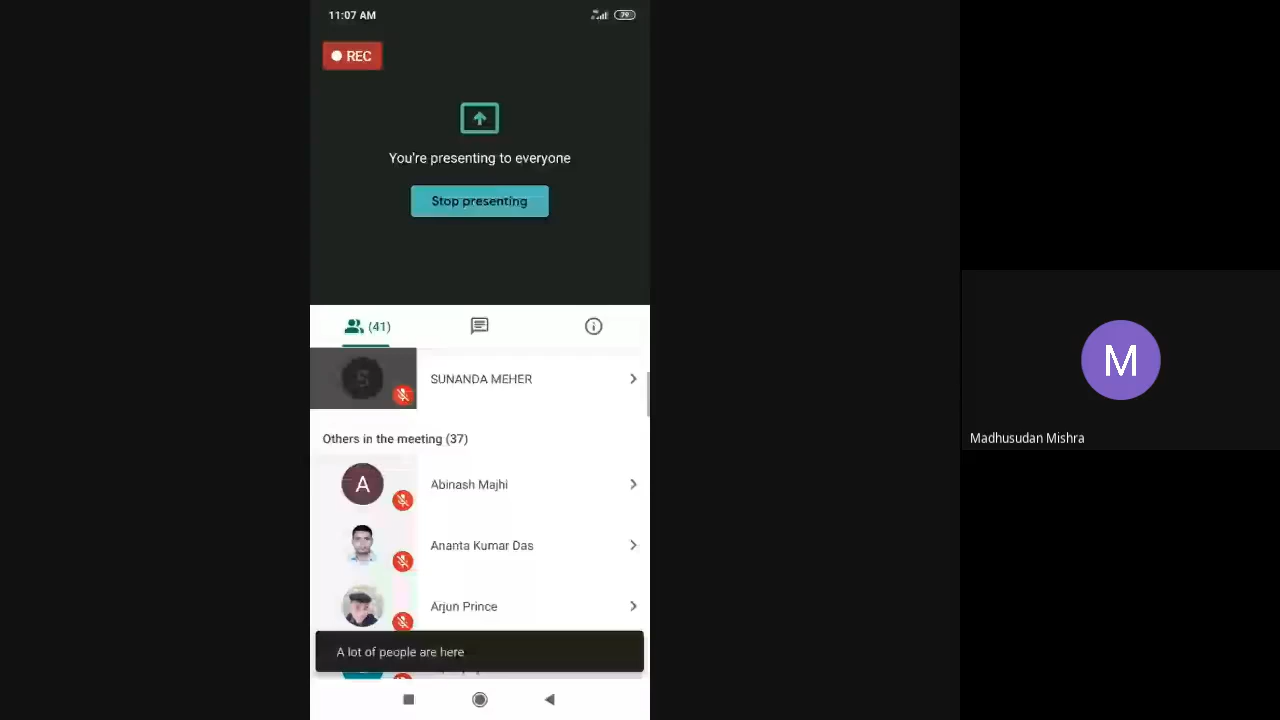 11:07 AM
79
REC
You're presenting to everyone
Stop presenting
(41)
S
SUNANDA MEHER
Others in the meeting (37)
A
Abinash Majhi
Ananta Kumar Das
Arjun Prince
A lot of people are here
M
Madhusudan Mishra